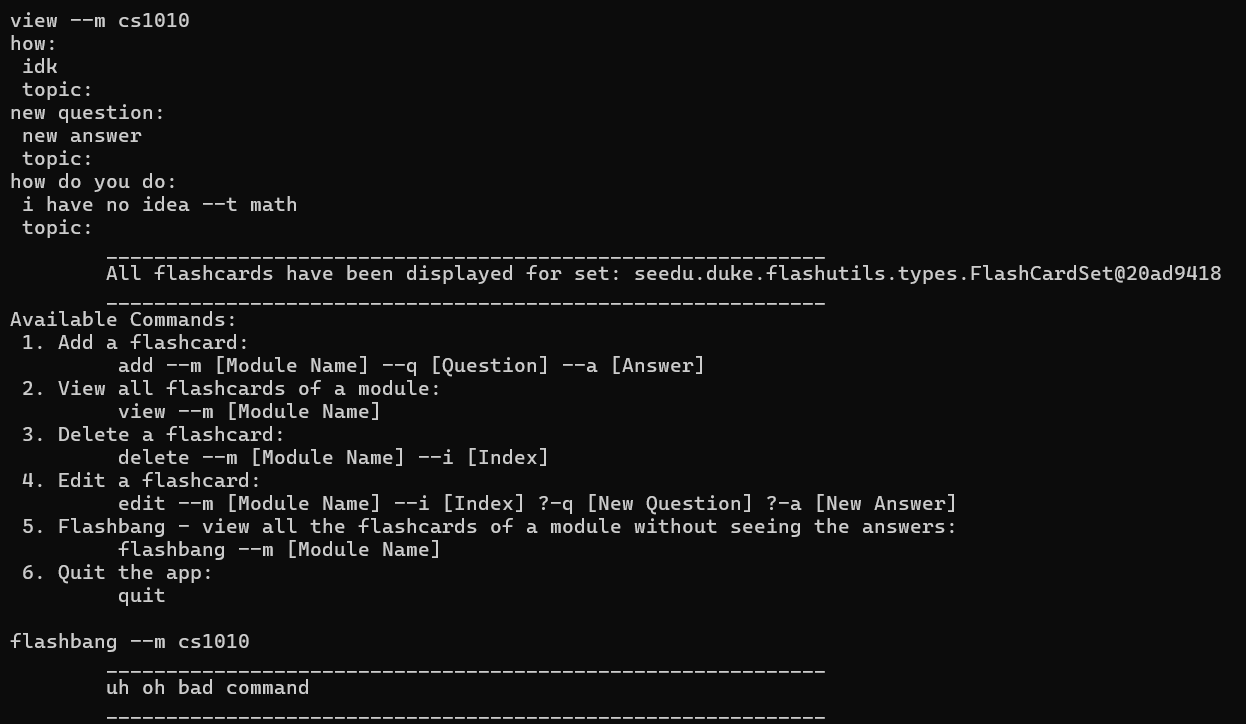 view --m cs1010
how:
 idk
 topic:
new question:
 new answer
 topic:
how do you do:
 i have no idea --t math
 topic:
        ____________________________________________________________
        All flashcards have been displayed for set: seedu.duke.flashutils.types.FlashCardSet@20ad9418
        ____________________________________________________________
Available Commands:
 1. Add a flashcard:
         add --m [Module Name] --q [Question] --a [Answer]
 2. View all flashcards of a module:
         view --m [Module Name]
 3. Delete a flashcard:
         delete --m [Module Name] --i [Index]
 4. Edit a flashcard:
         edit --m [Module Name] --i [Index] ?-q [New Question] ?-a [New Answer]
 5. Flashbang - view all the flashcards of a module without seeing the answers:
         flashbang --m [Module Name]
 6. Quit the app:
         quit

flashbang --m cs1010
        ____________________________________________________________
        uh oh bad command
        ____________________________________________________________